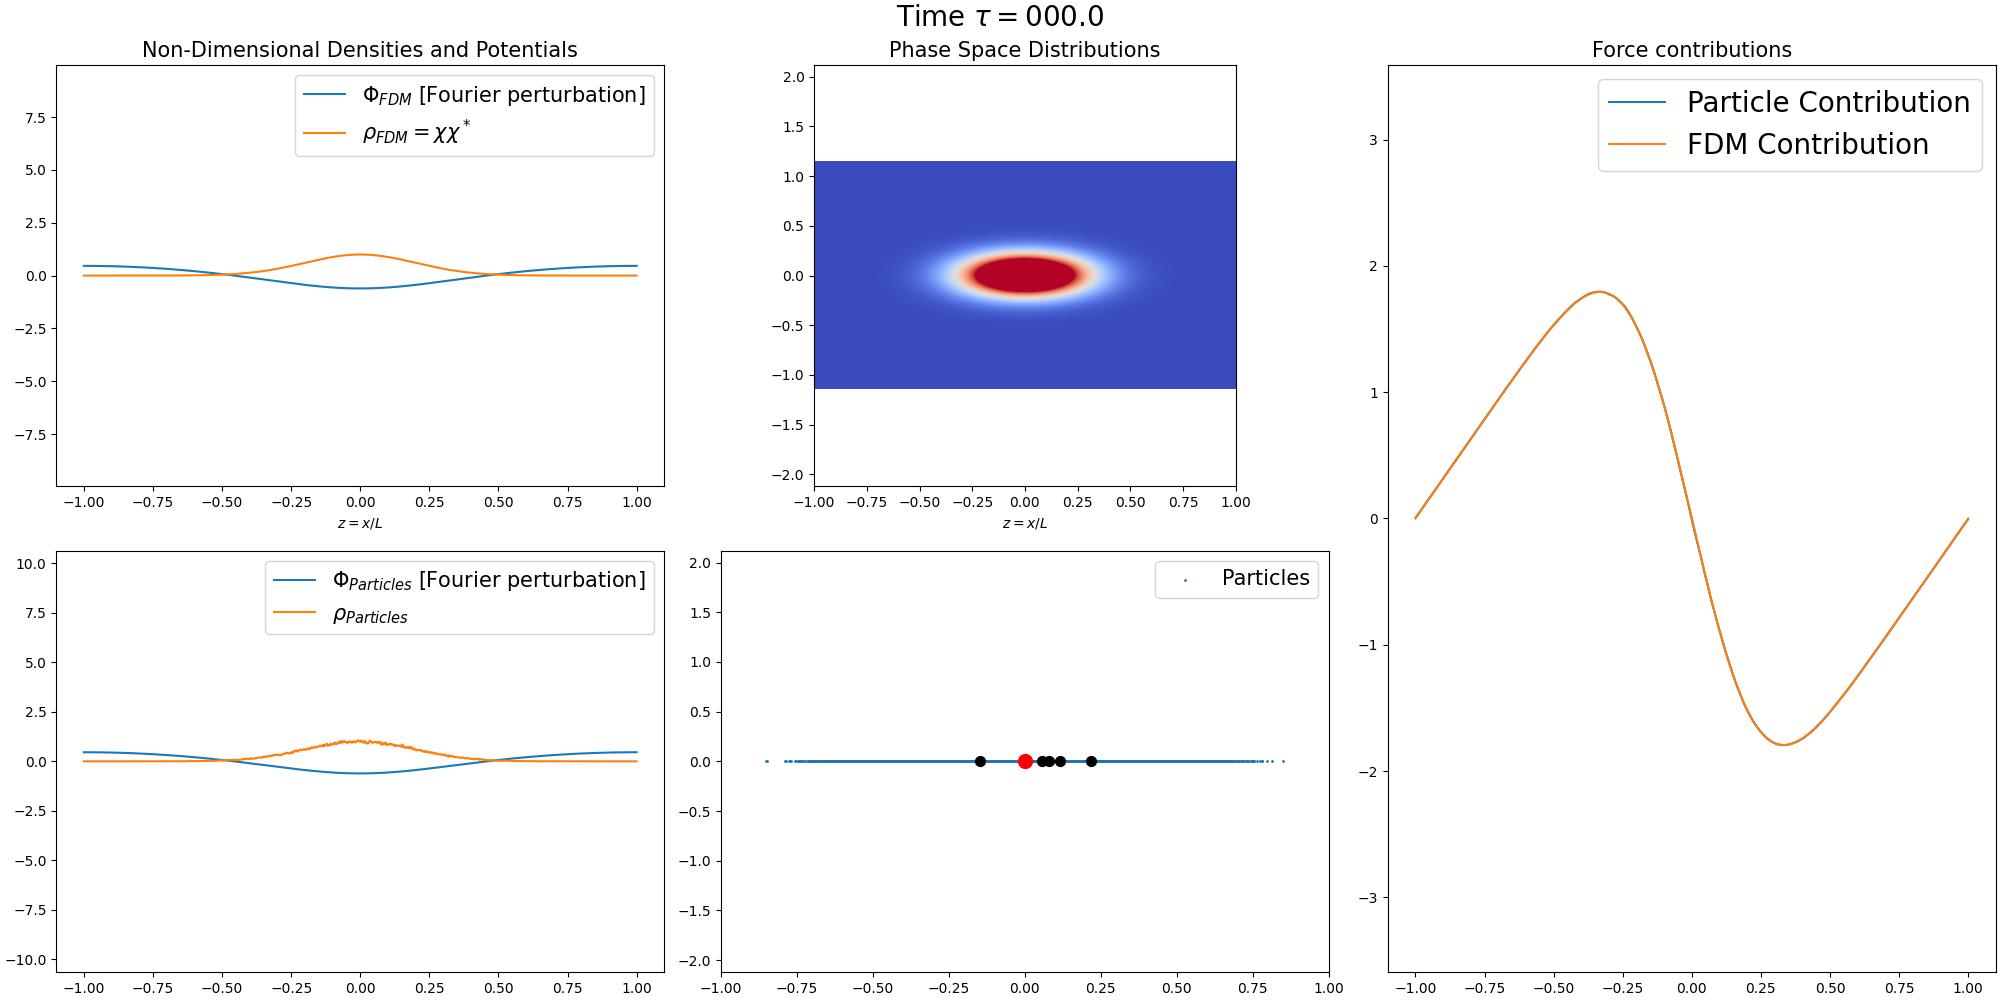 Time τ = 000.0
Non-Dimensional Densities and Potentials
Φ_FDM [Fourier perturbation]
ρ_FDM = χχ*
7.5
5.0
2.5
0.0
−2.5
−5.0
−7.5
−1.00 −0.75 −0.50 −0.25 0.00 0.25 0.50 0.75 1.00
z = x/L
Phase Space Distributions
2.0
1.5
1.0
0.5
0.0
−0.5
−1.0
−1.5
−2.0
−1.00 −0.75 −0.50 −0.25 0.00 0.25 0.50 0.75 1.00
z = x/L
Force contributions
Particle Contribution
FDM Contribution
3
2
1
0
−1
−2
−3
−1.00 −0.75 −0.50 −0.25 0.00 0.25 0.50 0.75 1.00
Φ_Particles [Fourier perturbation]
ρ_Particles
10.0
7.5
5.0
2.5
0.0
−2.5
−5.0
−7.5
−10.0
−1.00 −0.75 −0.50 −0.25 0.00 0.25 0.50 0.75 1.00
Particles
2.0
1.5
1.0
0.5
0.0
−0.5
−1.0
−1.5
−2.0
−1.00 −0.75 −0.50 −0.25 0.00 0.25 0.50 0.75 1.00